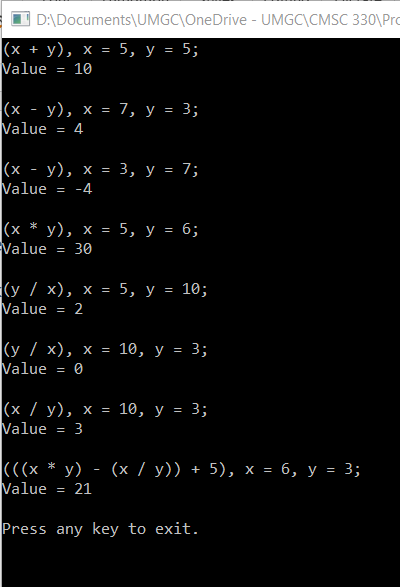 D:\Documents\UMGC\OneDrive - UMGC\CMSC 330\Pro
(x + y), x = 5, y = 5;
Value = 10
(x - y), x = 7, y = 3;
Value = 4
(x - y), x = 3, y = 7;
Value = -4
(x * y), x = 5, y = 6;
Value = 30
(y / x), x = 5, y = 10;
Value = 2
(y / x), x = 10, y = 3;
Value = 0
(x / y), x = 10, y = 3;
Value = 3
(((x * y) - (x / y)) + 5), x = 6, y = 3;
Value = 21
Press any key to exit.